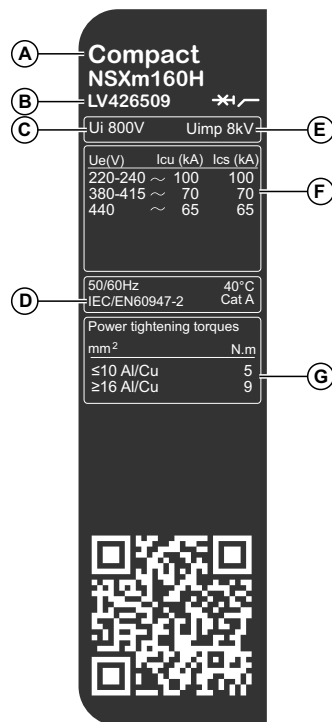 A
Compact
NSXm160H
B
LV426509
C
Ui 800V Uimp 8kV
E
Ue(V) Icu (kA) Ics (kA)
220-240 ~ 100 100
380-415 ~ 70 70
F
440 ~ 65 65
50/60Hz 40°C
D
IEC/EN60947-2 Cat A
Power tightening torques
mm² N.m
≤10 Al/Cu 5
G
≥16 Al/Cu 9